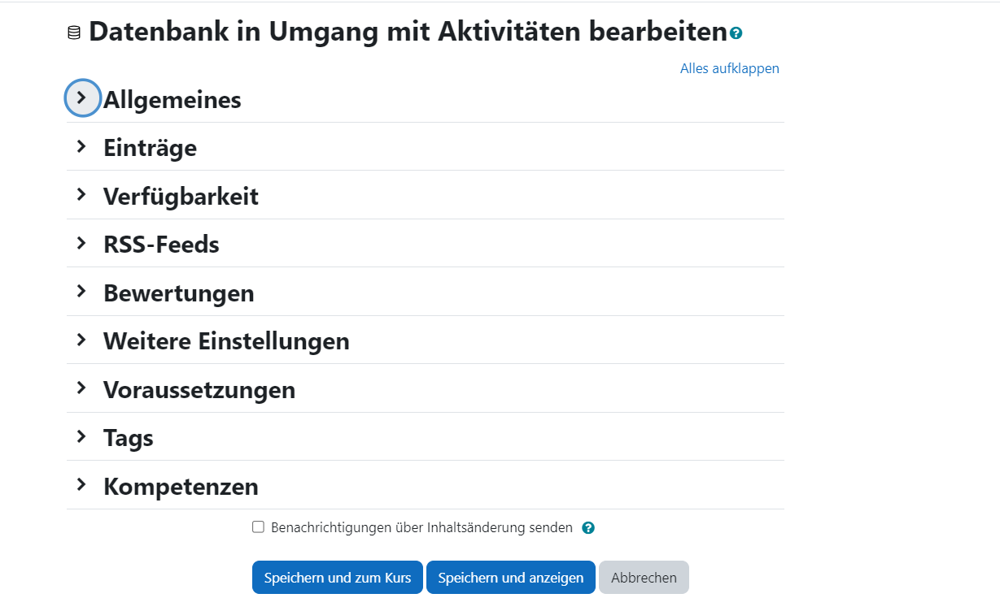 Datenbank in Umgang mit Aktivitäten bearbeiten
Alles aufklappen
Allgemeines
Einträge
Verfügbarkeit
RSS-Feeds
Bewertungen
Weitere Einstellungen
Voraussetzungen
Tags
Kompetenzen
Benachrichtigungen über Inhaltsänderung senden
Speichern und zum Kurs Speichern und anzeigen Abbrechen